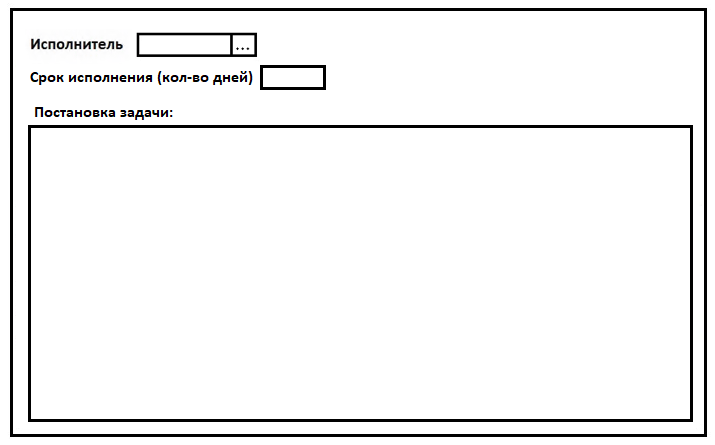 Исполнитель ...
Срок исполнения (кол-во дней)
Постановка задачи: